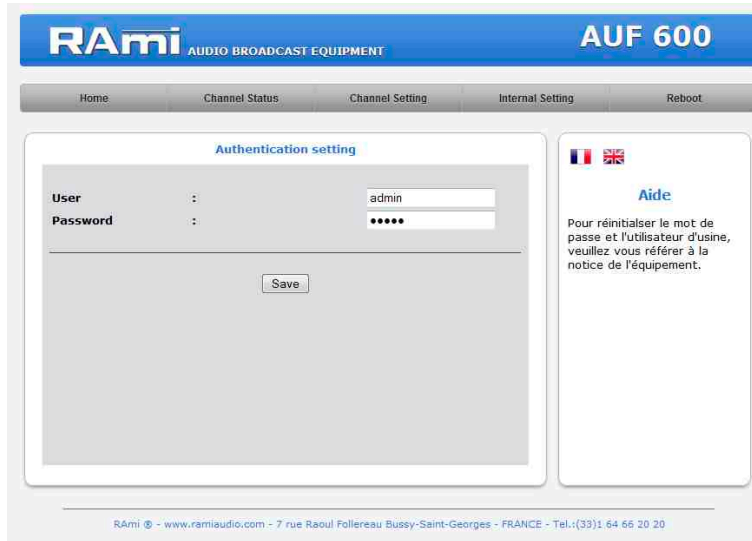 RAmi AUDIO BROADCAST EQUIPMENT
AUF 600
Home Channel Status Channel Setting Internal Setting Reboot
Authentication setting
User : admin
Password : •••••
Save
Aide
Pour réinitialser le mot de
passe et l'utilisateur d'usine,
veuillez vous référer à la
notice de l'équipement.
RAmi ® - www.ramiaudio.com - 7 rue Raoul Follereau Bussy-Saint-Georges - FRANCE - Tel.:(33)1 64 66 20 20